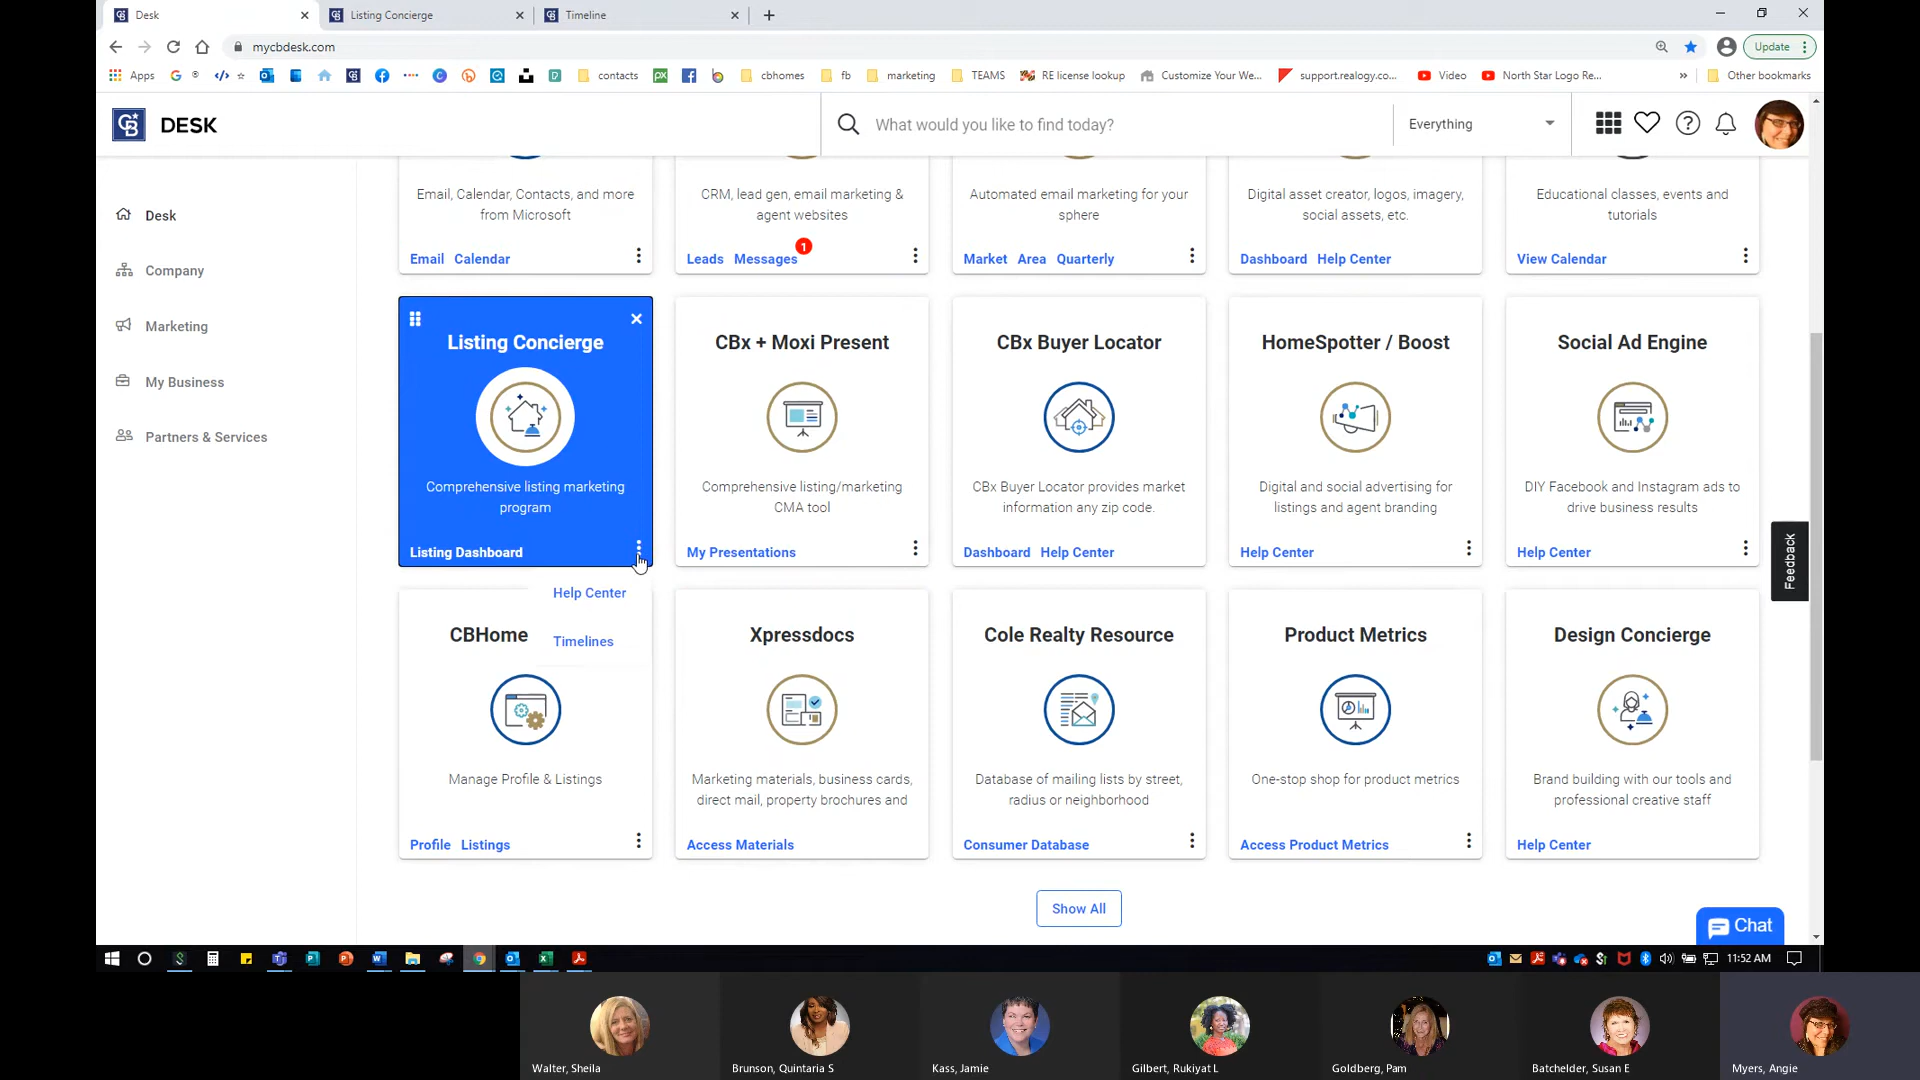 Desk
Listing Concierge
Timeline
mycbdesk.com
Update
Apps
contacts
cbhomes
fb
marketing
TEAMS
RE license lookup
Customize Your We...
support.realogy.co...
Video
North Star Logo Re...
Other bookmarks
DESK
What would you like to find today?
Everything
Desk
Company
Marketing
My Business
Partners & Services
Email, Calendar, Contacts, and more
from Microsoft
Email Calendar
CRM, lead gen, email marketing &
agent websites
Leads Messages 1
Automated email marketing for your
sphere
Market Area Quarterly
Digital asset creator, logos, imagery,
social assets, etc.
Dashboard Help Center
Educational classes, events and
tutorials
View Calendar
Listing Concierge
Comprehensive listing marketing
program
Listing Dashboard
Help Center
Timelines
CBx + Moxi Present
Comprehensive listing/marketing
CMA tool
My Presentations
CBx Buyer Locator
CBx Buyer Locator provides market
information any zip code.
Dashboard Help Center
HomeSpotter / Boost
Digital and social advertising for
listings and agent branding
Help Center
Social Ad Engine
DIY Facebook and Instagram ads to
drive business results
Help Center
Feedback
CBHome
Manage Profile & Listings
Profile Listings
Xpressdocs
Marketing materials, business cards,
direct mail, property brochures and
Access Materials
Cole Realty Resource
Database of mailing lists by street,
radius or neighborhood
Consumer Database
Product Metrics
One-stop shop for product metrics
Access Product Metrics
Design Concierge
Brand building with our tools and
professional creative staff
Help Center
Show All
Chat
11:52 AM
Walter, Sheila
Brunson, Quintaria S
Kass, Jamie
Gilbert, Rukiyat L
Goldberg, Pam
Batchelder, Susan E
Myers, Angie